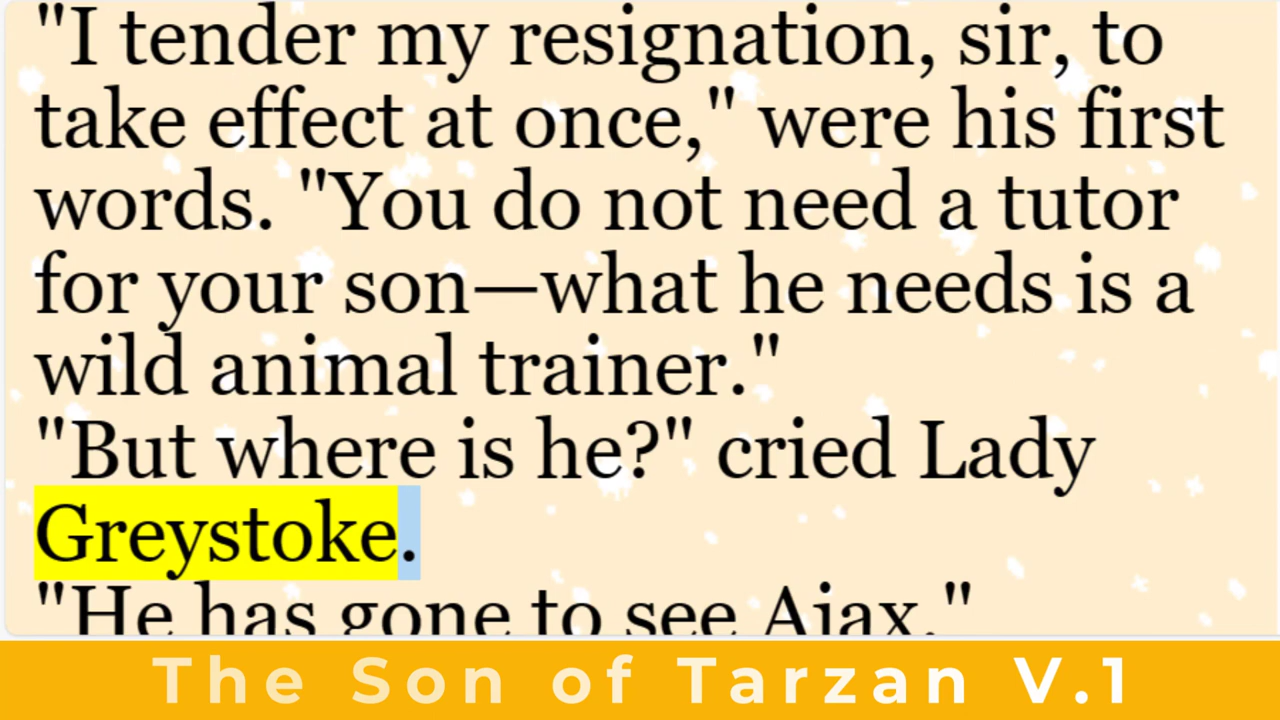 "I tender my resignation, sir, to
take effect at once," were his first
words. "You do not need a tutor
for your son—what he needs is a
wild animal trainer."
"But where is he?" cried Lady
Greystoke.
"He has gone to see Ajax."
The Son of Tarzan V.1